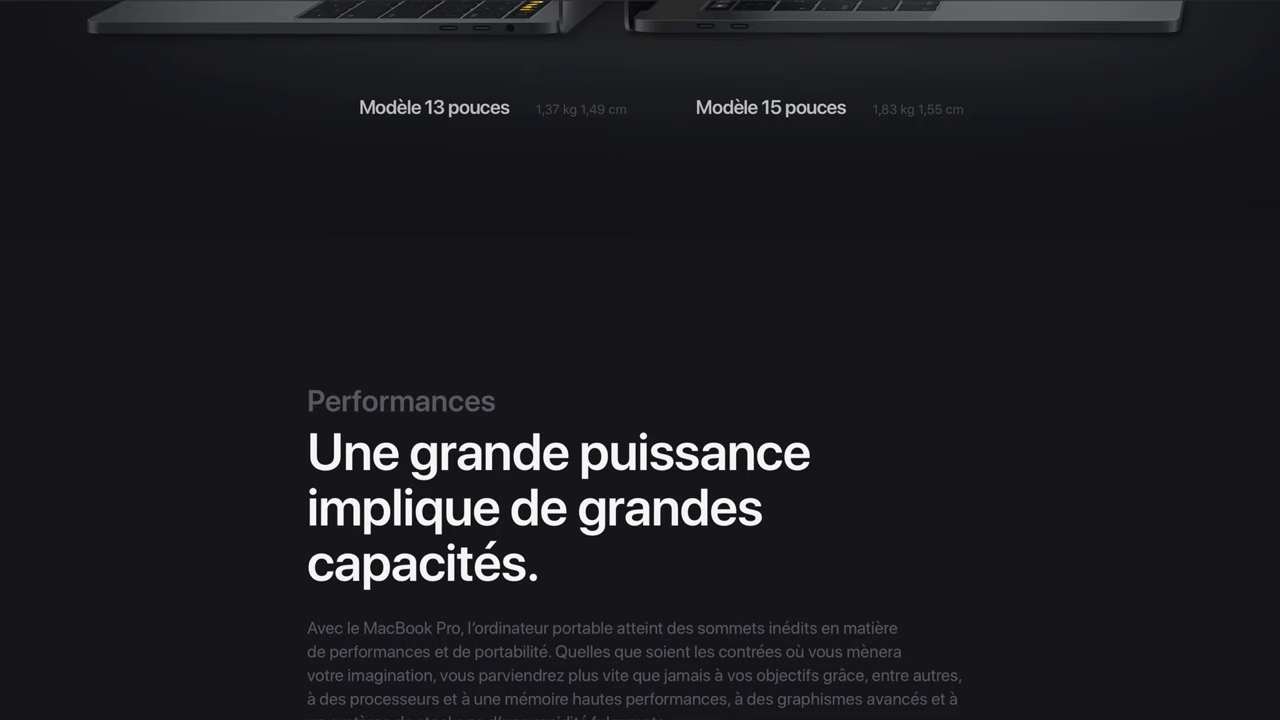 Modèle 13 pouces 1,37 kg 1,49 cm Modèle 15 pouces 1,83 kg 1,55 cm
Performances
Une grande puissance
implique de grandes
capacités.
Avec le MacBook Pro, l’ordinateur portable atteint des sommets inédits en matière
de performances et de portabilité. Quelles que soient les contrées où vous mènera
votre imagination, vous parviendrez plus vite que jamais à vos objectifs grâce, entre autres,
à des processeurs et à une mémoire hautes performances, à des graphismes avancés et à